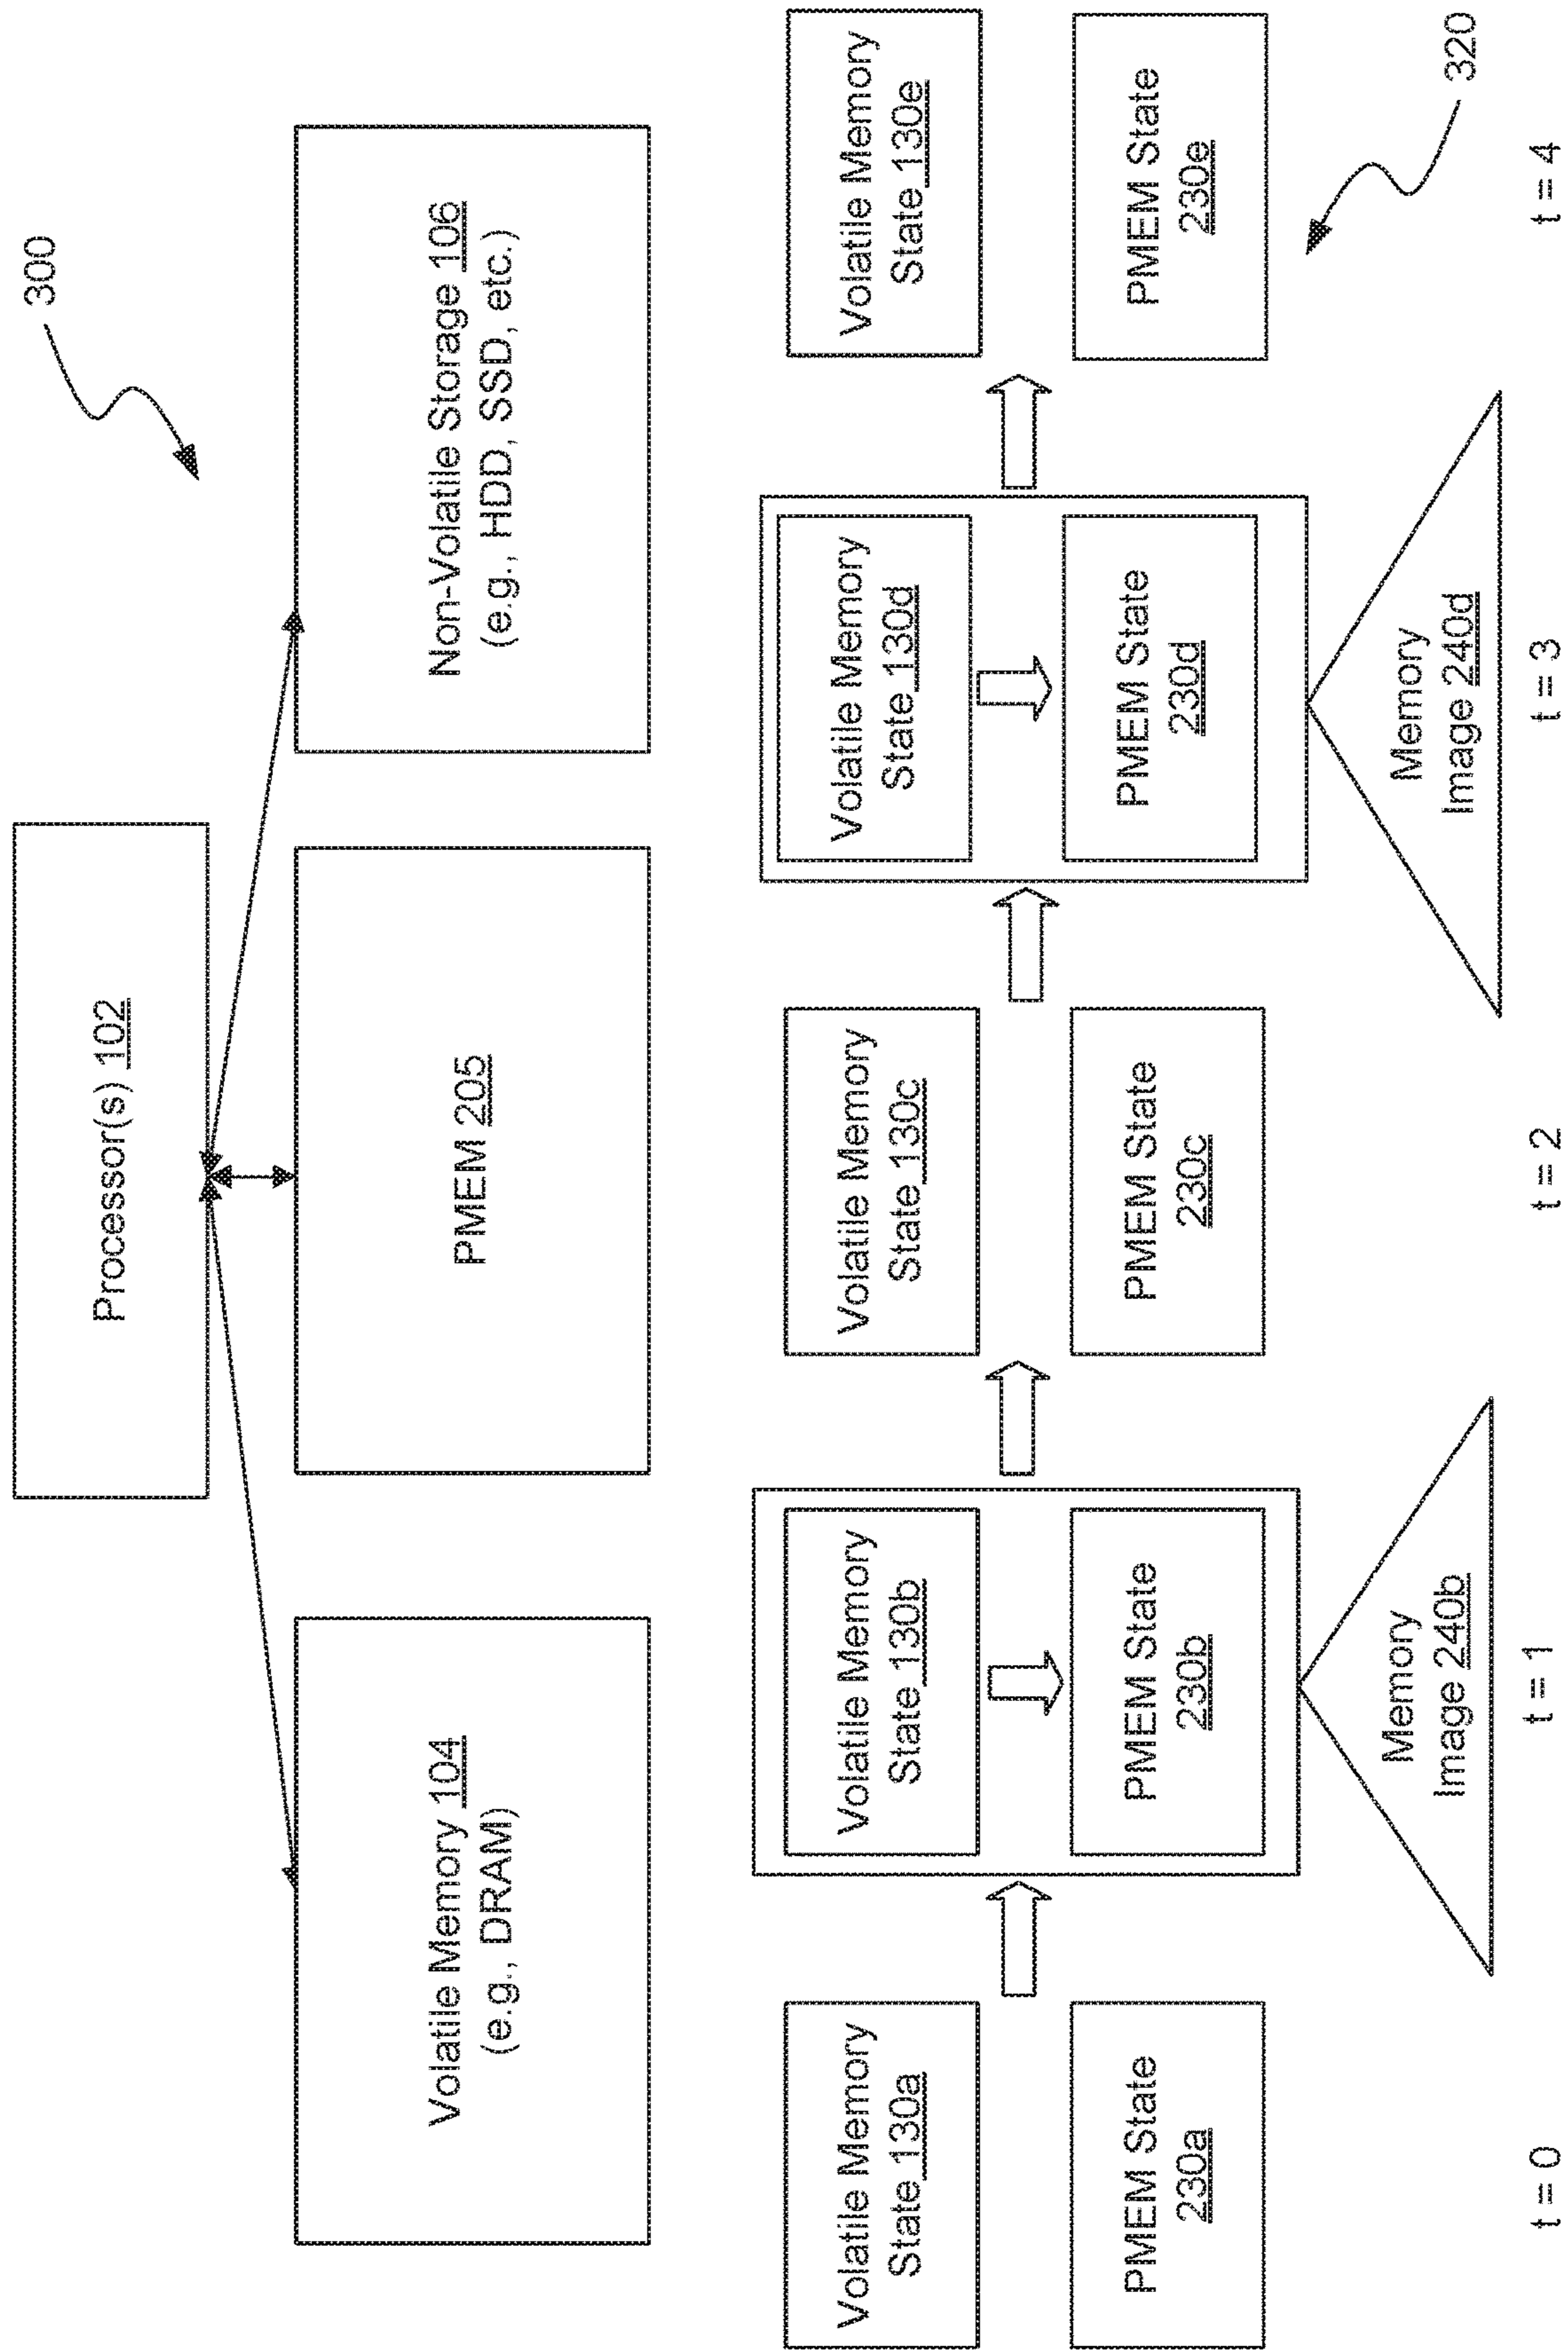 300
Processor(s) 102
Volatile Memory 104
(e.g., DRAM)
PMEM 205
Non-Volatile Storage 106
(e.g., HDD, SSD, etc.)
Volatile Memory
State 130a
PMEM State
230a
t = 0
Volatile Memory
State 130b
PMEM State
230b
Memory
Image 240b
t = 1
Volatile Memory
State 130c
PMEM State
230c
t = 2
Volatile Memory
State 130d
PMEM State
230d
Memory
Image 240d
t = 3
Volatile Memory
State 130e
PMEM State
230e
t = 4
320